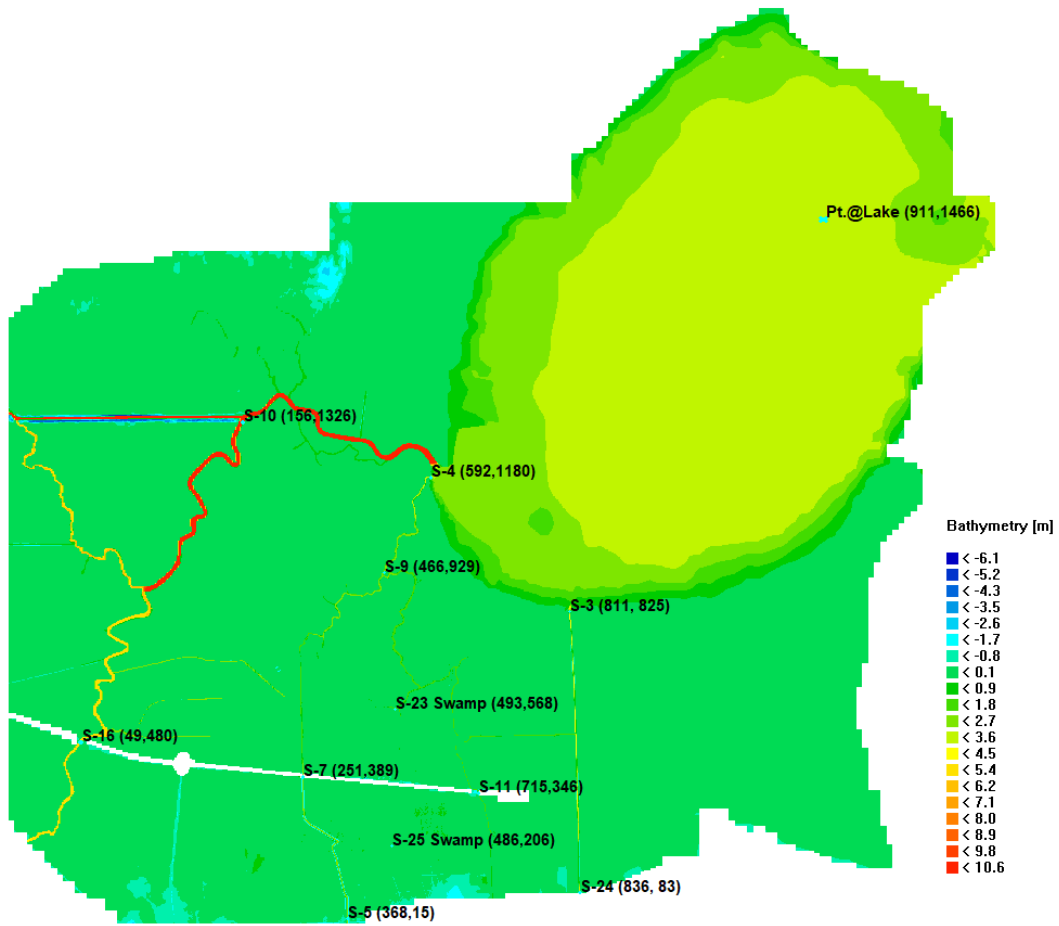 Pt.@Lake (911,1466)
S-10 (156,1326)
S-4 (592,1180)
S-9 (466,929)
S-3 (811, 825)
S-23 Swamp (493,568)
S-16 (49,480)
S-7 (251,389)
S-11 (715,346)
S-25 Swamp (486,206)
S-24 (836, 83)
S-5 (368,15)
Bathymetry [m]
< -6.1
< -5.2
< -4.3
< -3.5
< -2.6
< -1.7
< -0.8
< 0.1
< 0.9
< 1.8
< 2.7
< 3.6
< 4.5
< 5.4
< 6.2
< 7.1
< 8.0
< 8.9
< 9.8
< 10.6